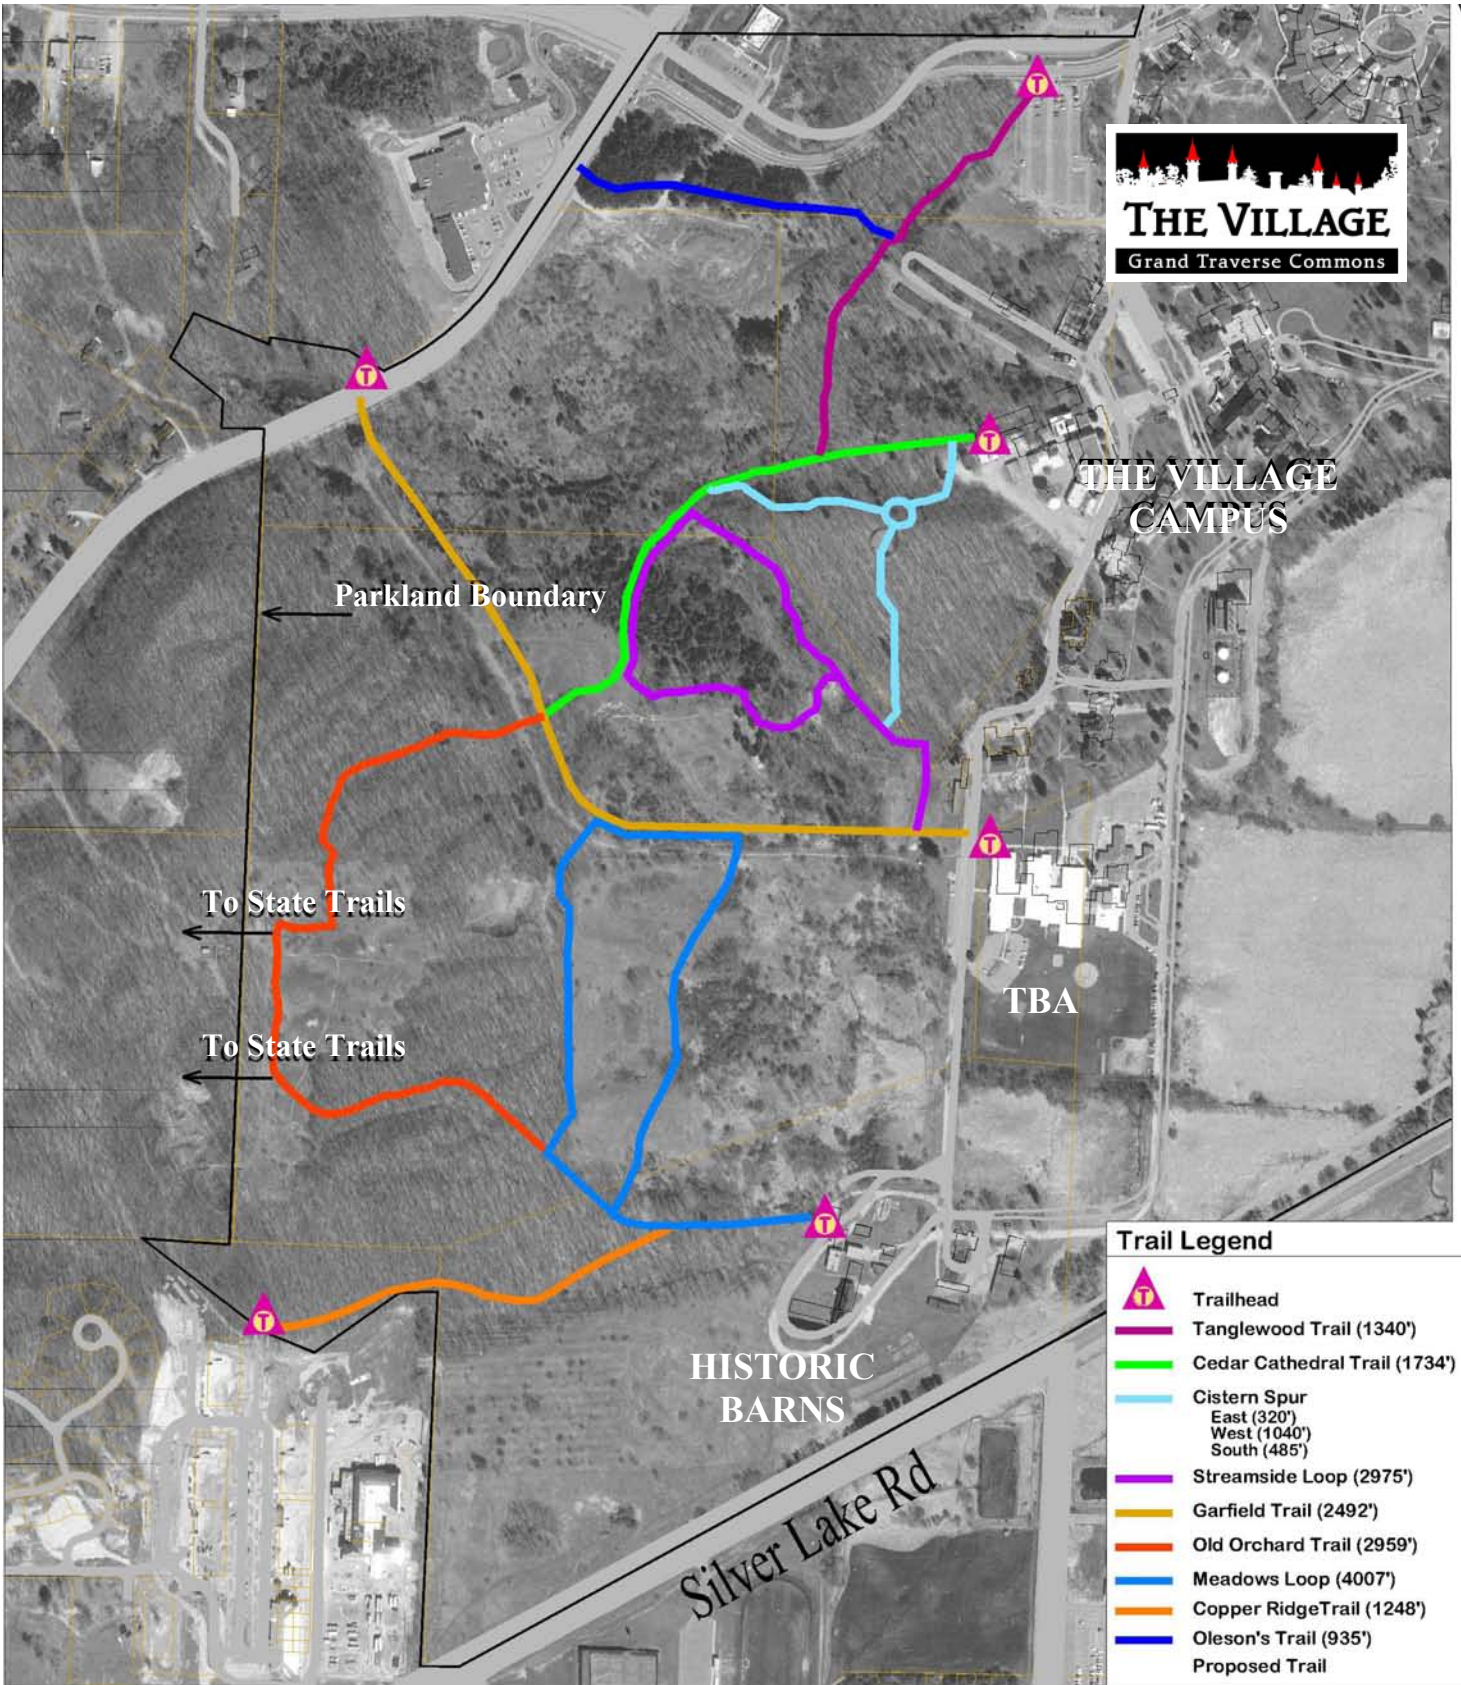 T
THE VILLAGE
Grand Traverse Commons
T
T
THE VILLAGE
CAMPUS
Parkland Boundary
T
To State Trails
TBA
To State Trails
T
T
HISTORIC
BARNS
Silver Lake Rd
Trail Legend
T
Trailhead
Tanglewood Trail (1340')
Cedar Cathedral Trail (1734')
Cistern Spur
East (320')
West (1040')
South (485')
Streamside Loop (2975')
Garfield Trail (2492')
Old Orchard Trail (2959')
Meadows Loop (4007')
Copper RidgeTrail (1248')
Oleson's Trail (935')
Proposed Trail